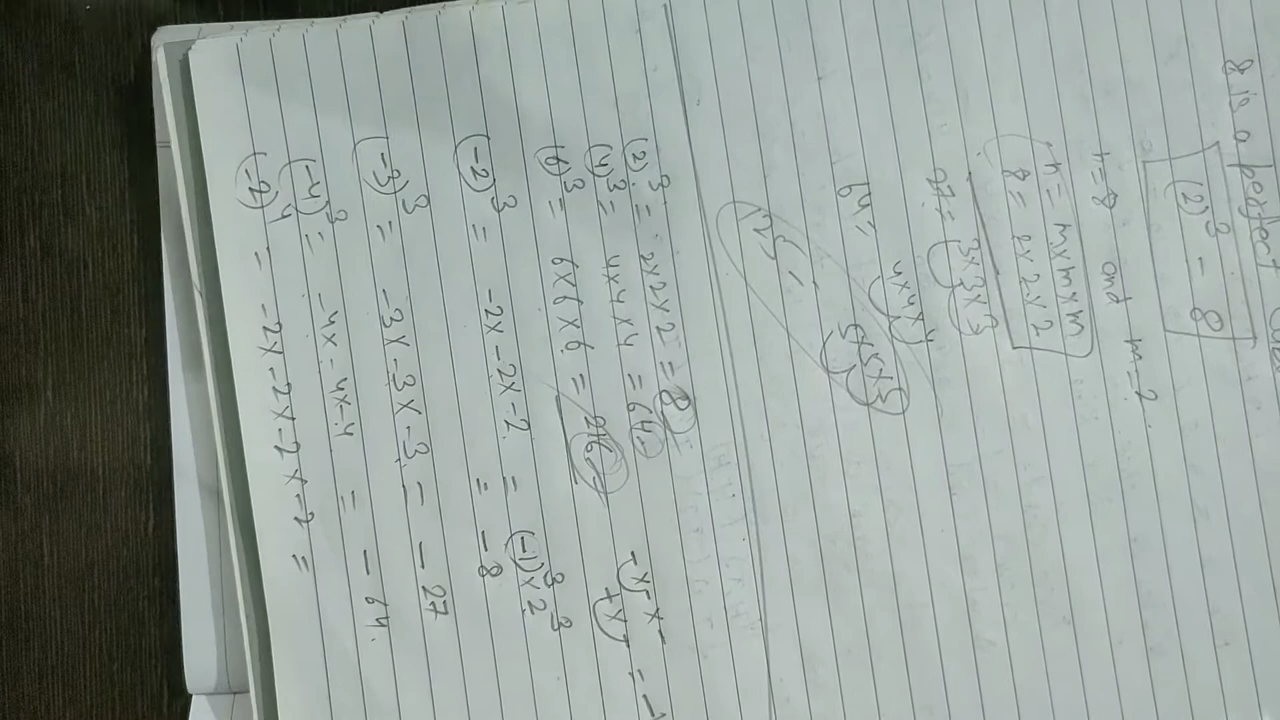 8 is a perfect cube
(2)³ = 8
n=8 and m=2
n = m×m×m
8 = 2×2×2
27 = 3×3×3
64 = 4×4×4
5×5×5
125 =
(2)³ = 2×2×2 = 8
(4)³ = 4×4×4 = 64
(6)³ = 6×6×6 = 216
-×-×-
+×- = -
(-2)³ = -2×-2×-2 = (-1)³×2³
= -8
(-3)³ = -3×-3×-3 = -27
(-4)³ = -4×-4×-4 = -64.
(-2)⁴ = -2×-2×-2×-2 =